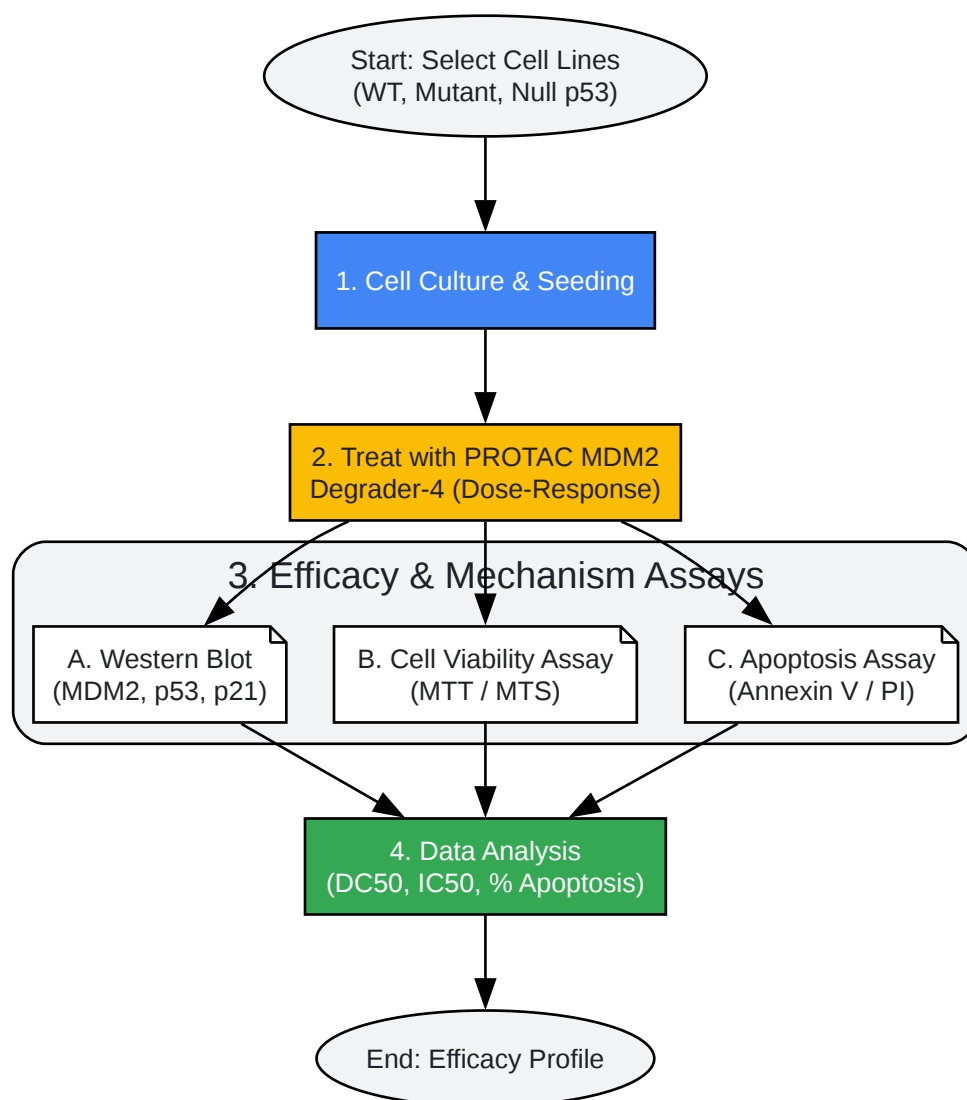 Start: Select Cell Lines
(WT, Mutant, Null p53)
1. Cell Culture & Seeding
2. Treat with PROTAC MDM2
Degrader-4 (Dose-Response)
3. Efficacy & Mechanism Assays
A. Western Blot
(MDM2, p53, p21)
B. Cell Viability Assay
(MTT / MTS)
C. Apoptosis Assay
(Annexin V / PI)
4. Data Analysis
(DC50, IC50, % Apoptosis)
End: Efficacy Profile